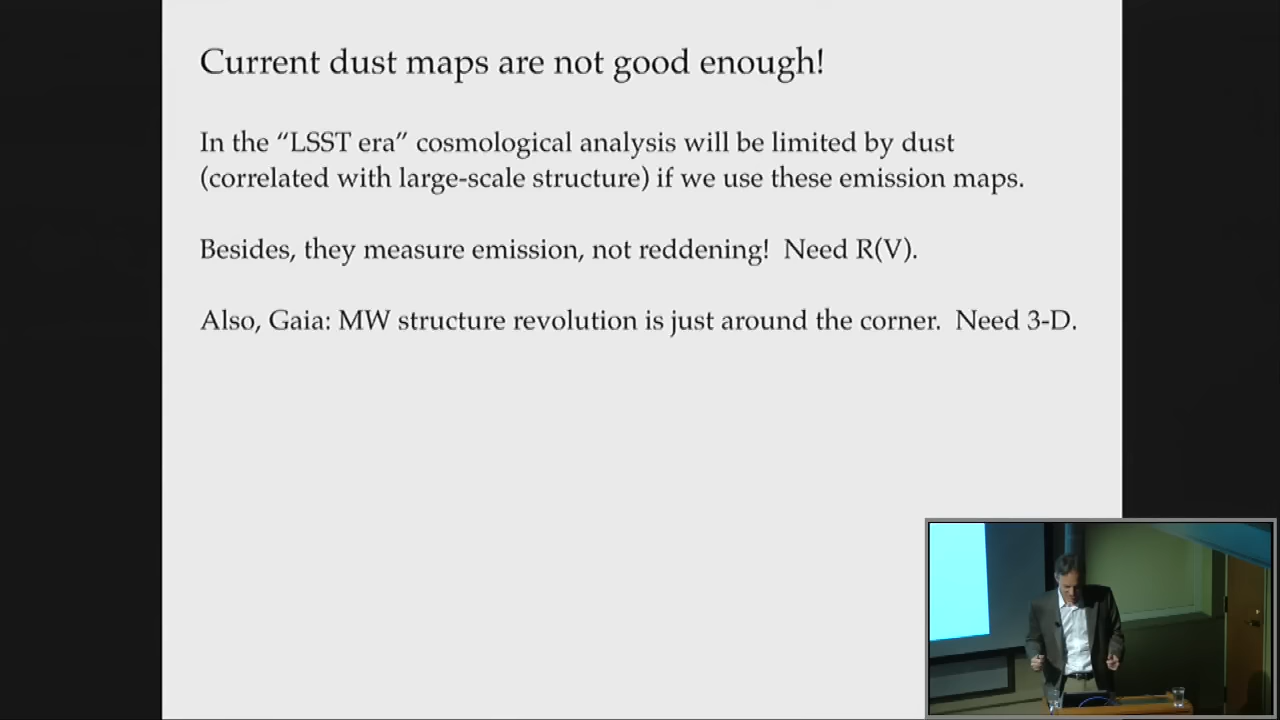 Current dust maps are not good enough!
In the “LSST era” cosmological analysis will be limited by dust
(correlated with large-scale structure) if we use these emission maps.
Besides, they measure emission, not reddening!  Need R(V).
Also, Gaia: MW structure revolution is just around the corner.  Need 3-D.